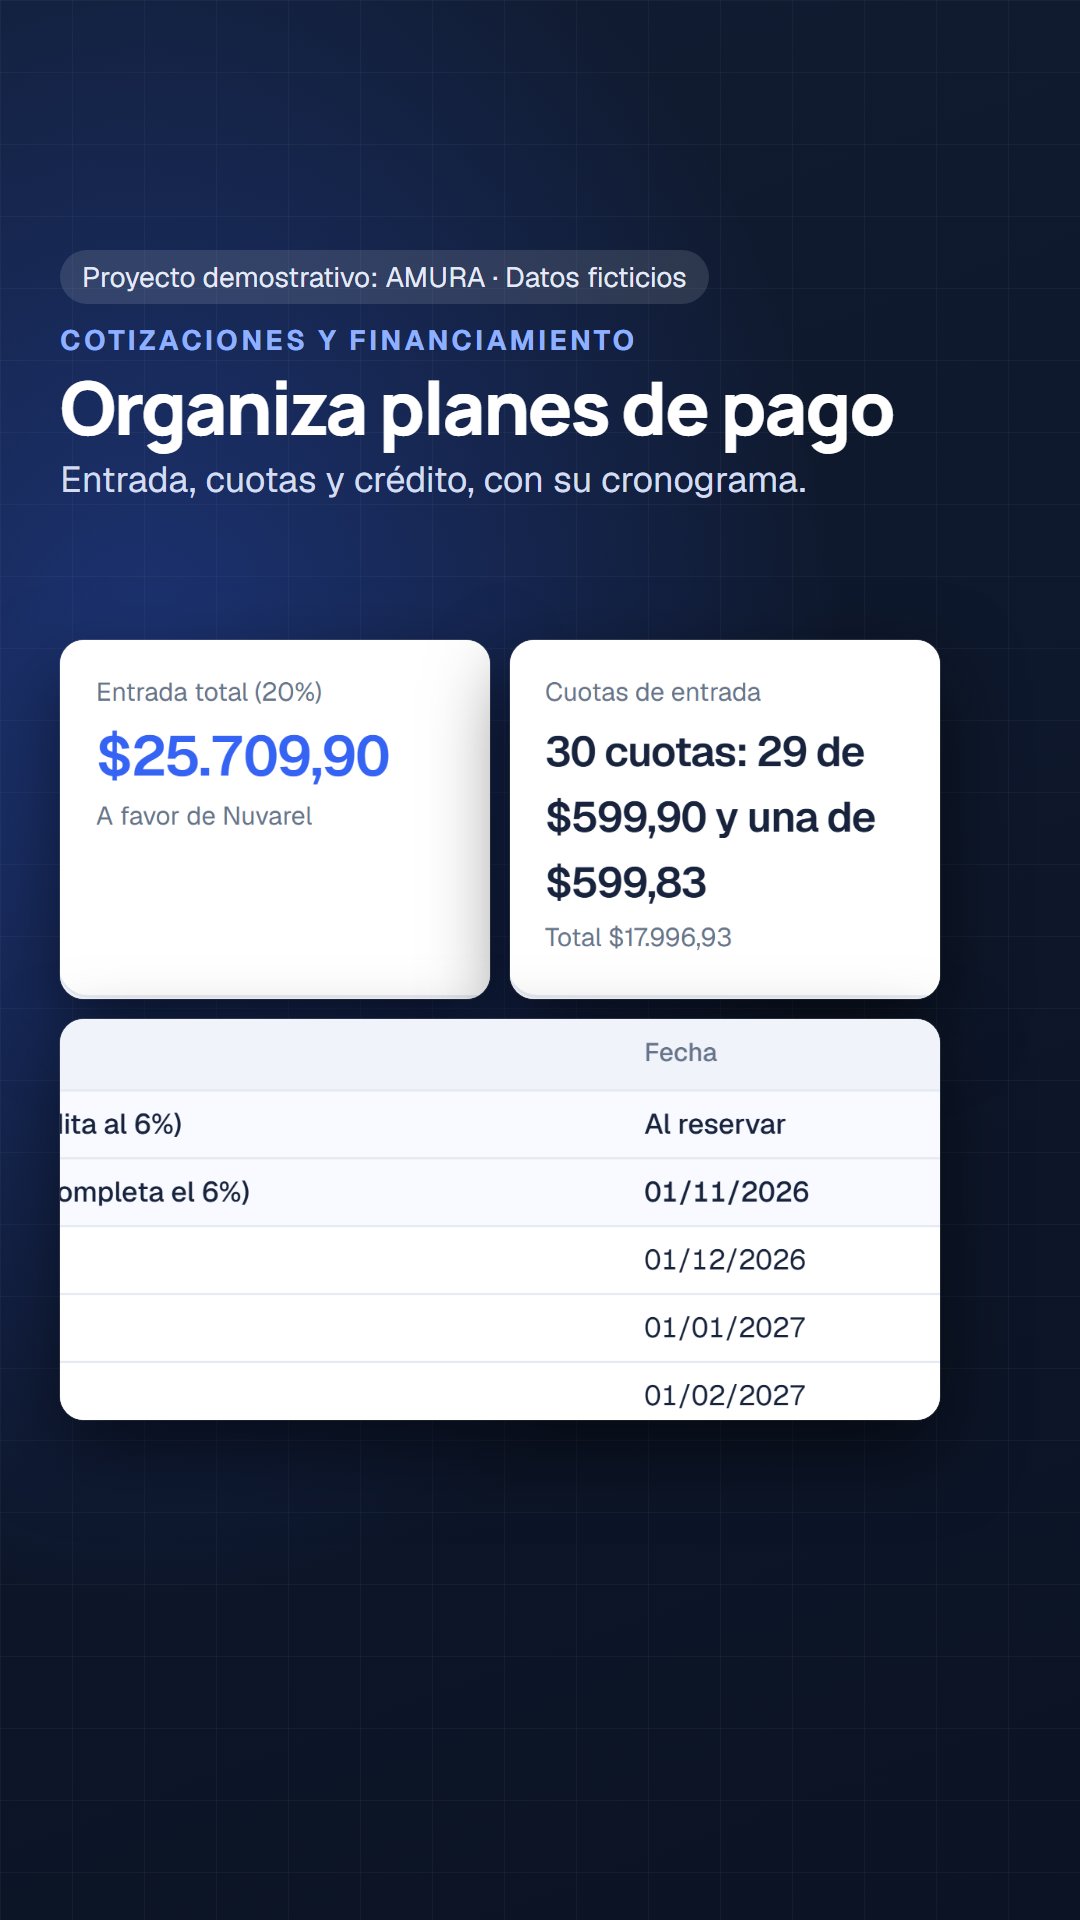 Proyecto demostrativo: AMURA · Datos ficticios
COTIZACIONES Y FINANCIAMIENTO
Organiza planes de pago
Entrada, cuotas y crédito, con su cronograma.
Entrada total (20%)
$25.709,90
A favor de Nuvarel
Cuotas de entrada
30 cuotas: 29 de
$599,90 y una de
$599,83
Total $17.996,93
Fecha
al 6%)
Al reservar
el 6%)
01/11/2026
01/12/2026
01/01/2027
01/02/2027